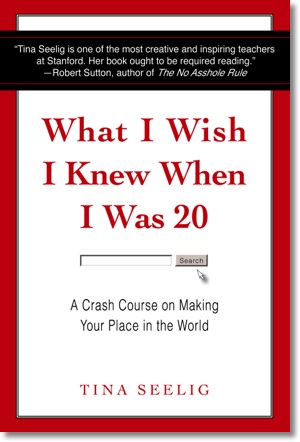 “Tina Seelig is one of the most creative and inspiring teachers
at Stanford. Her book ought to be required reading.”
—Robert Sutton, author of The No Asshole Rule
What I Wish
I Knew When
I Was 20
Search
A Crash Course on Making
Your Place in the World
TINA SEELIG